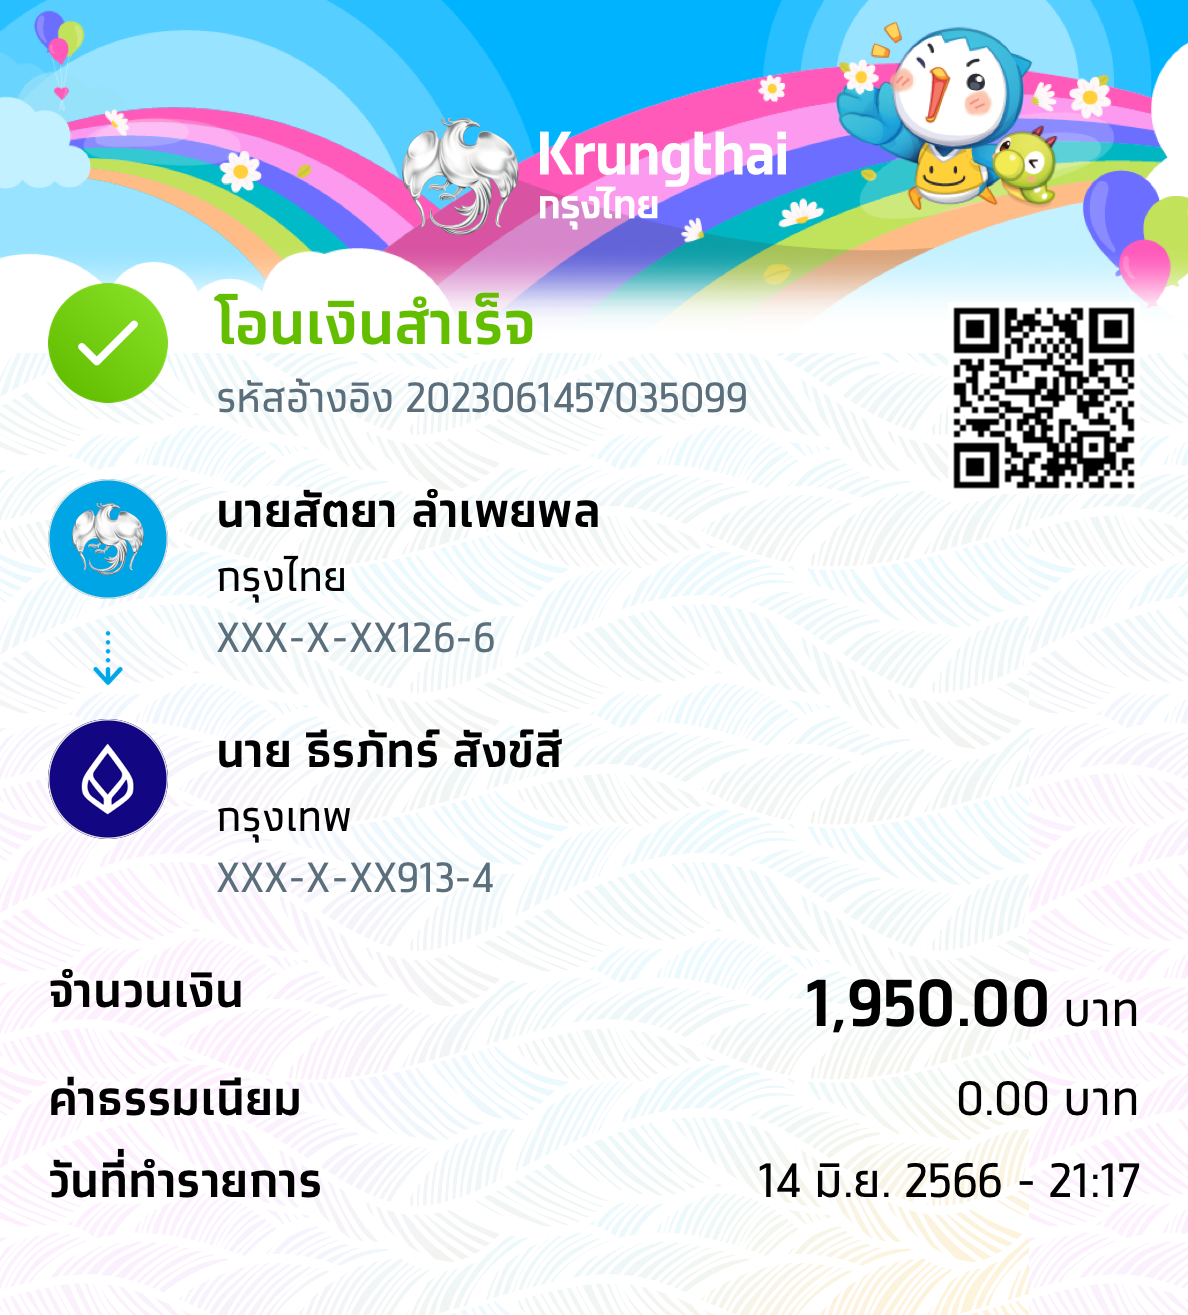 Krungthai
กรุงไทย
โอนเงินสำเร็จ
รหัสอ้างอิง 2023061457035099
นายสัตยา ลำเพยพล
กรุงไทย
XXX-X-XX126-6
นาย ธีรภัทร์ สังข์สี
กรุงเทพ
XXX-X-XX913-4
จำนวนเงิน 1,950.00 บาท
ค่าธรรมเนียม 0.00 บาท
วันที่ทำรายการ 14 มิ.ย. 2566 - 21:17